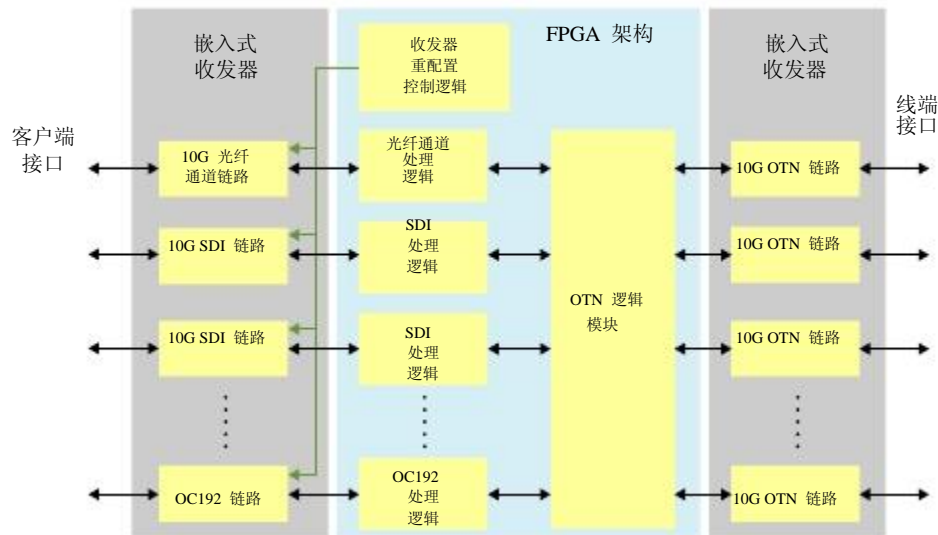 嵌入式
收发器
FPGA 架构
嵌入式
收发器
收发器
重配置
控制逻辑
客户端
接口
线端
接口
10G 光纤
通道链路
光纤通道
处理
逻辑
10G OTN 链路
10G SDI 链路
SDI
处理
逻辑
10G OTN 链路
OTN 逻辑
模块
10G SDI 链路
SDI
处理
逻辑
10G OTN 链路
OC192 链路
OC192
处理
逻辑
10G OTN 链路